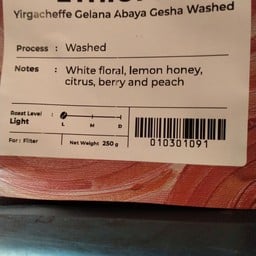 Yirgacheffe Gelana Abaya Gesha Washed
Process : Washed
Notes : White floral, lemon honey,
citrus, berry and peach
Roast Level :
Light
L M D
For : Filter
Net Weight 250 g
010301091